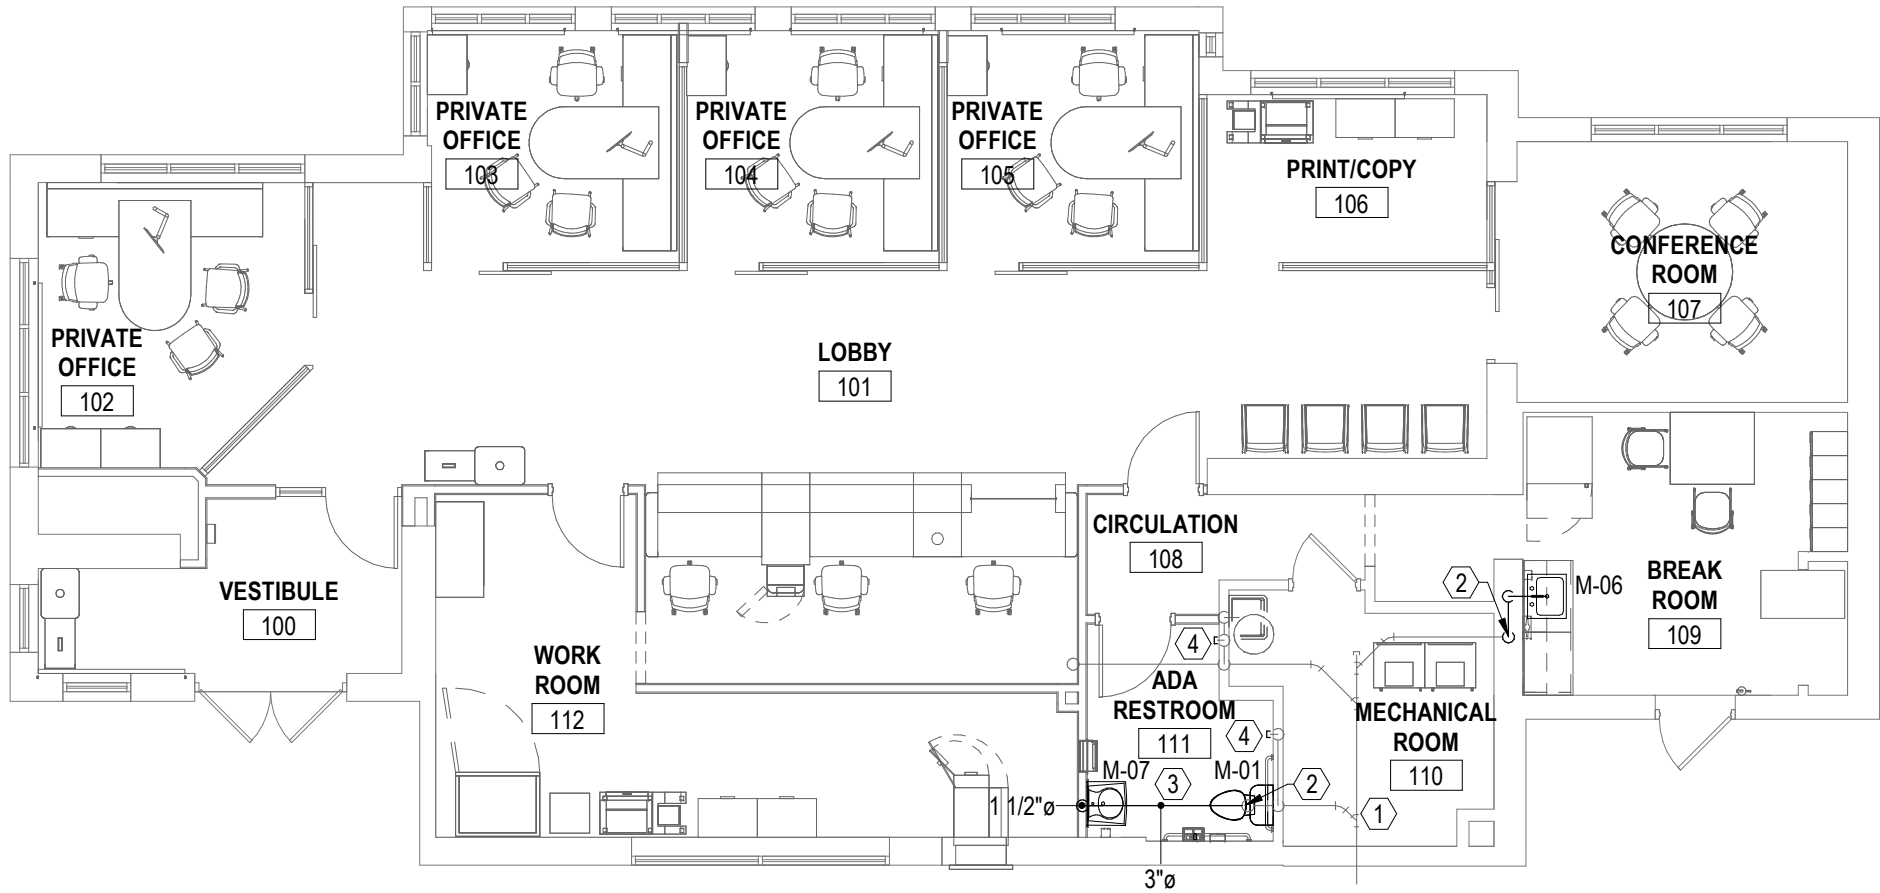 PRIVATE
OFFICE
103
PRIVATE
OFFICE
104
PRIVATE
OFFICE
105
PRINT/COPY
106
CONFERENCE
ROOM
107
PRIVATE
OFFICE
102
LOBBY
101
VESTIBULE
100
WORK
ROOM
112
CIRCULATION
108
2
M-06
BREAK
ROOM
109
4
ADA
RESTROOM
111
4
MECHANICAL
ROOM
110
M-07
3
M-01
2
1
1 1/2"ø
3"ø